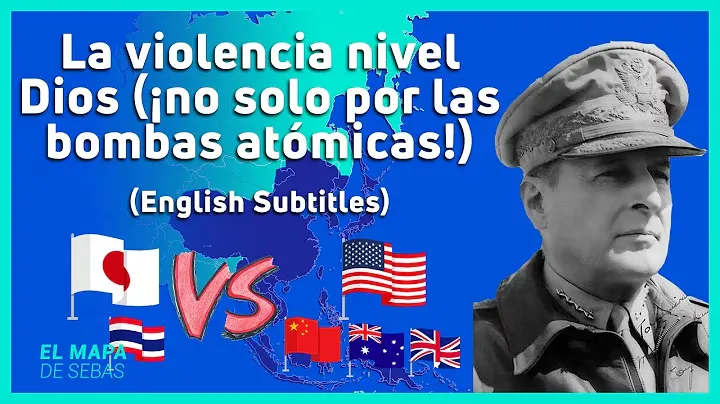 La violencia nivel
Dios (¡no solo por las
bombas atómicas!)
(English Subtitles)
VS
EL MAPA
DE SEBAS